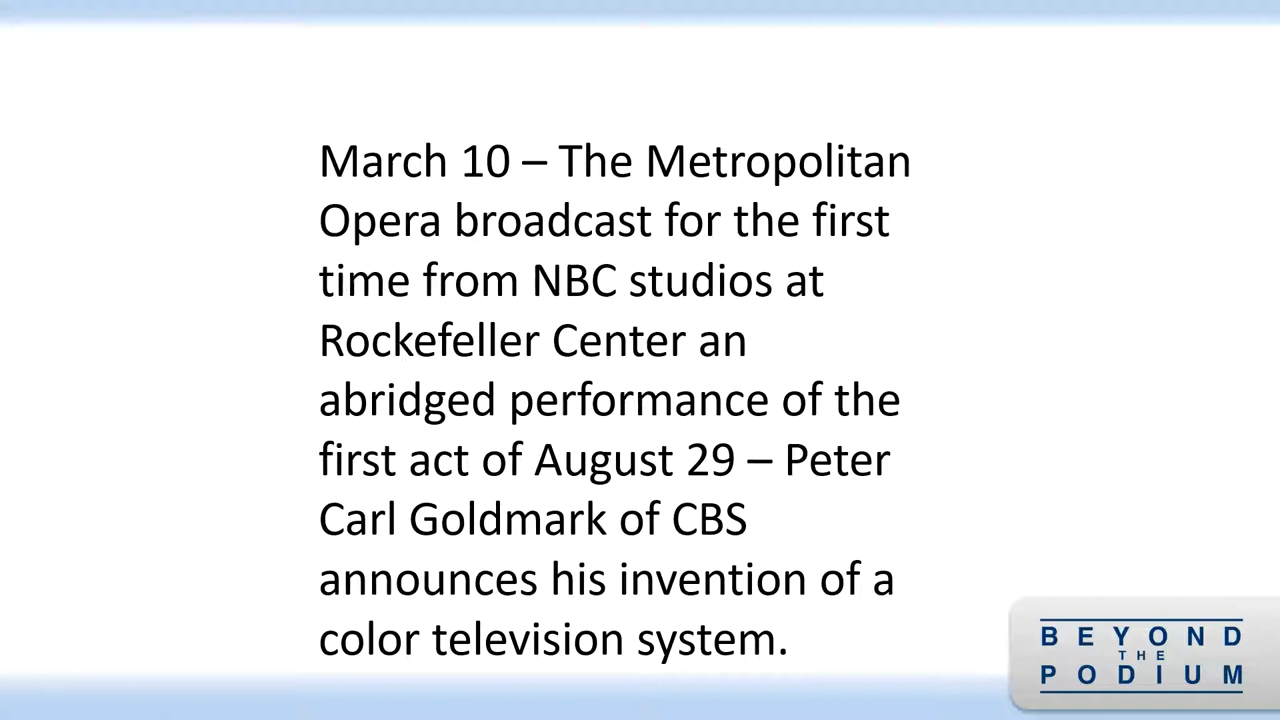 March 10 – The Metropolitan
Opera broadcast for the first
time from NBC studios at
Rockefeller Center an
abridged performance of the
first act of August 29 – Peter
Carl Goldmark of CBS
announces his invention of a
color television system.
BEYOND
THE
PODIUM